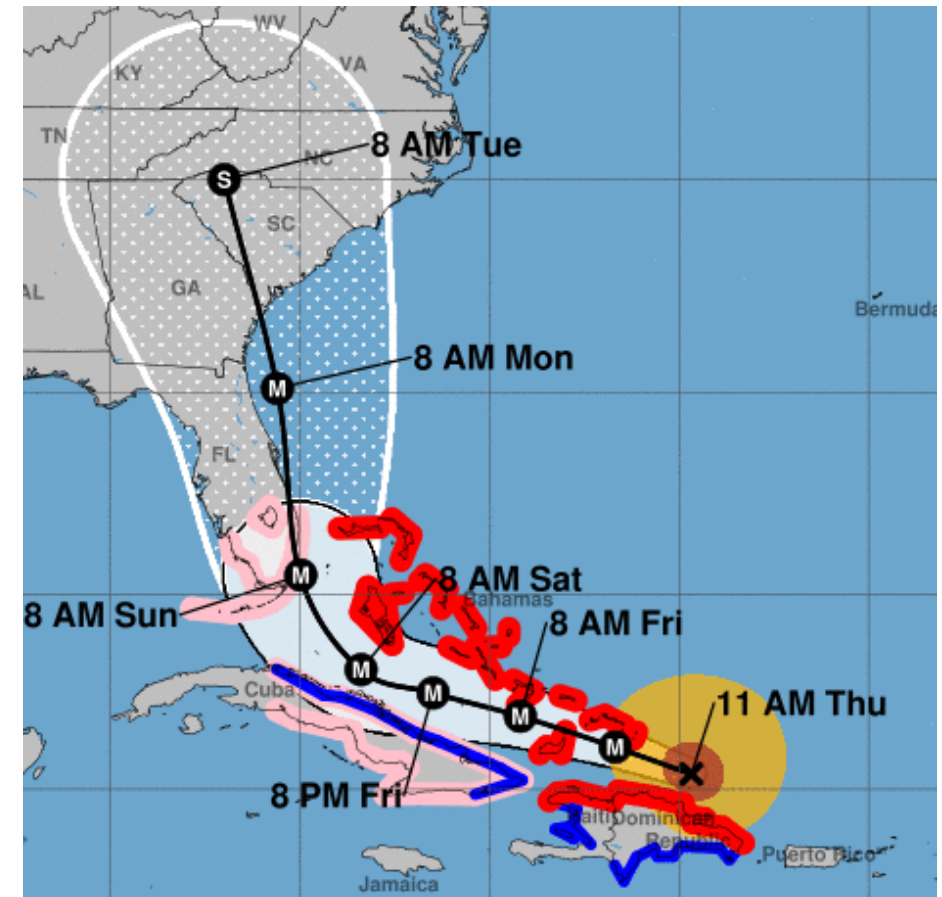 WV
KY
VA
TN
8 AM Tue
NC
S
SC
GA
AL
Bermuda
8 AM Mon
M
FL
8 AM Sat
M
Bahamas
8 AM Sun
8 AM Fri
M
Cuba
M
11 AM Thu
M
M
8 PM Fri
Haiti
Dominican
Republic
Puerto Rico
Jamaica